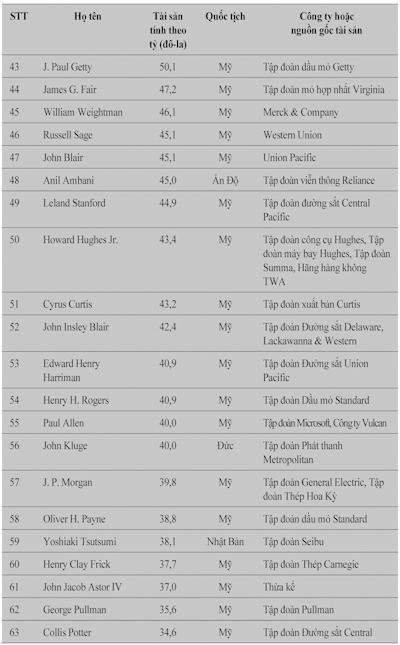 STT Họ tên Tài sản tính theo tỷ (đô-la) Quốc tịch Công ty hoặc nguồn gốc tài sản
43 J. Paul Getty 50,1 Mỹ Tập đoàn dầu mỏ Getty
44 James G. Fair 47,2 Mỹ Tập đoàn mỏ hợp nhất Virginia
45 William Weightman 46,1 Mỹ Merck & Company
46 Russell Sage 45,1 Mỹ Western Union
47 John Blair 45,1 Mỹ Union Pacific
48 Anil Ambani 45,0 Ấn Độ Tập đoàn viễn thông Reliance
49 Leland Stanford 44,9 Mỹ Tập đoàn đường sắt Central
Pacific
50 Howard Hughes Jr. 43,4 Mỹ Tập đoàn công cụ Hughes, Tập
đoàn máy bay Hughes, Tập đoàn
Summa, Hãng hàng không
TWA
51 Cyrus Curtis 43,2 Mỹ Tập đoàn xuất bản Curtis
52 John Insley Blair 42,4 Mỹ Tập đoàn Đường sắt Delaware,
Lackawanna & Western
53 Edward Henry Harriman 40,9 Mỹ Tập đoàn Đường sắt Union
Pacific
54 Henry H. Rogers 40,9 Mỹ Tập đoàn Dầu mỏ Standard
55 Paul Allen 40,0 Mỹ Tập đoàn Microsoft, Công ty Vulcan
56 John Kluge 40,0 Đức Tập đoàn Phát thanh
Metropolitan
57 J. P. Morgan 39,8 Mỹ Tập đoàn General Electric, Tập
đoàn Thép Hoa Kỳ
58 Oliver H. Payne 38,8 Mỹ Tập đoàn dầu mỏ Standard
59 Yoshiaki Tsutsumi 38,1 Nhật Bản Tập đoàn Seibu
60 Henry Clay Frick 37,7 Mỹ Tập đoàn Thép Carnegie
61 John Jacob Astor IV 37,0 Mỹ Thừa kế
62 George Pullman 35,6 Mỹ Tập đoàn Pullman
63 Collis Potter 34,6 Mỹ Tập đoàn Đường sắt Central